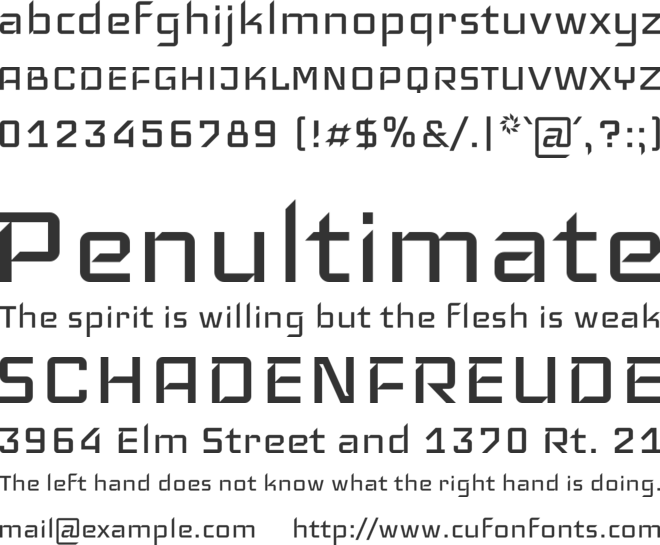 abcdefghijklmnopqrstuvwxyz
ABCDEFGHIJKLMNOPQRSTUVWXYZ
0123456789 [!#$%&/.|*`@´,?:;]
Penultimate
The spirit is willing but the flesh is weak
SCHADENFREUDE
3964 Elm Street and 1370 Rt. 21
The left hand does not know what the right hand is doing.
mail@example.com http://www.cufonfonts.com